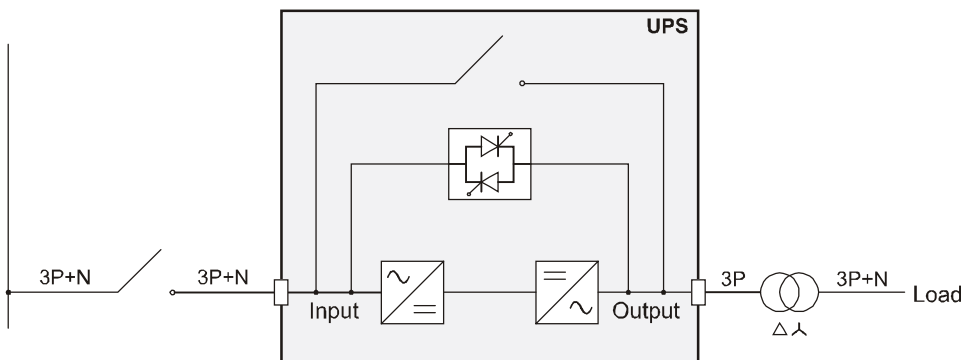 UPS
3P+N
3P+N
Input
Output
3P
3P+N
Load